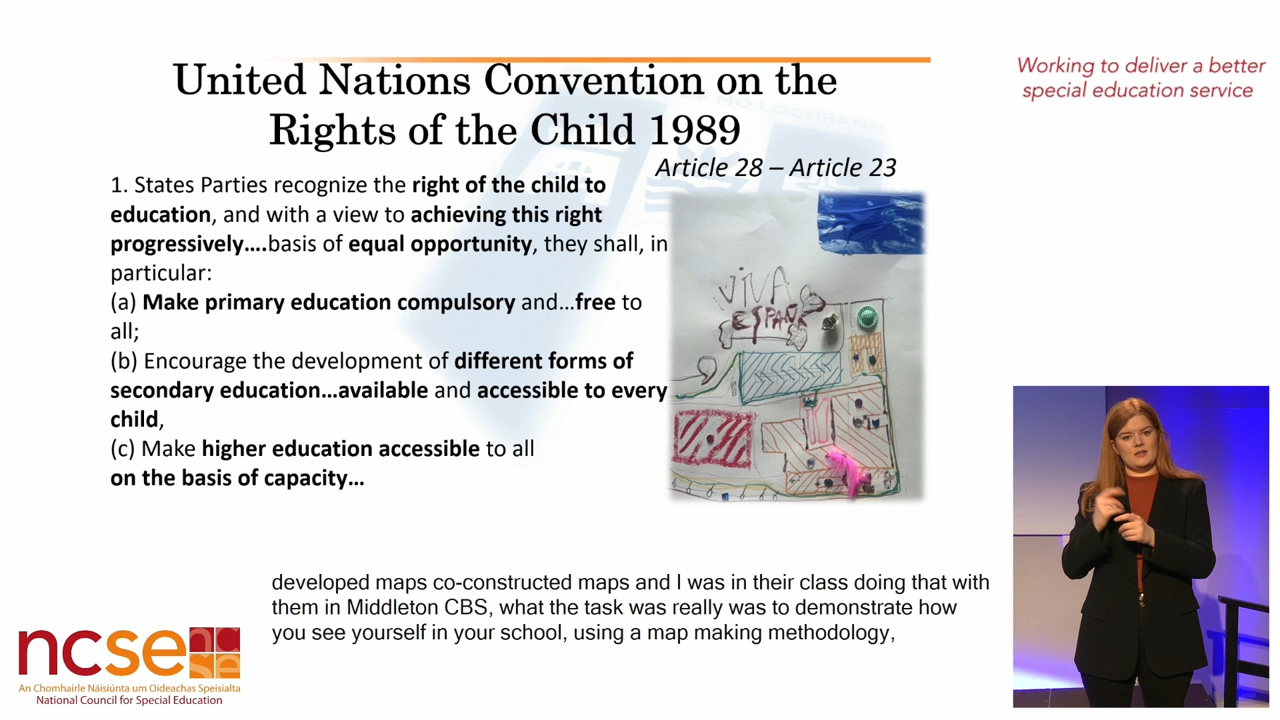 United Nations Convention on the
Rights of the Child 1989
Article 28 – Article 23
1. States Parties recognize the right of the child to
education, and with a view to achieving this right
progressively….basis of equal opportunity, they shall, in
particular:
(a) Make primary education compulsory and…free to
all;
(b) Encourage the development of different forms of
secondary education…available and accessible to every
child,
(c) Make higher education accessible to all
on the basis of capacity…
VIVA
ESPAÑA
Working to deliver a better
special education service
developed maps co-constructed maps and I was in their class doing that with
them in Middleton CBS, what the task was really was to demonstrate how
you see yourself in your school, using a map making methodology,
ncse
An Chomhairle Náisiúnta um Oideachas Speisialta
National Council for Special Education